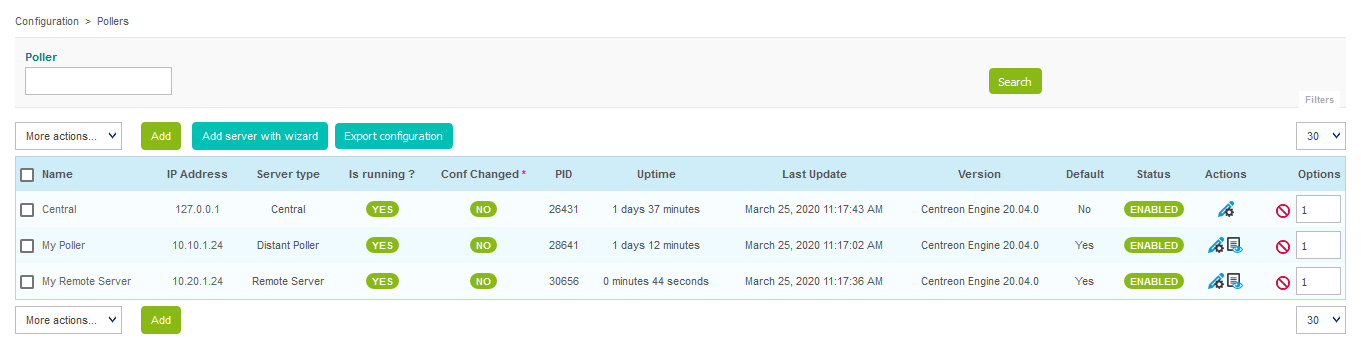 Configuration > Pollers
Poller
Search
Filters
More actions... Add Add server with wizard Export configuration 30
Name IP Address Server type Is running ? Conf Changed * PID Uptime Last Update Version Default Status Actions Options
Central 127.0.0.1 Central YES NO 26431 1 days 37 minutes March 25, 2020 11:17:43 AM Centreon Engine 20.04.0 No ENABLED 1
My Poller 10.10.1.24 Distant Poller YES NO 28641 1 days 12 minutes March 25, 2020 11:17:02 AM Centreon Engine 20.04.0 Yes ENABLED 1
My Remote Server 10.20.1.24 Remote Server YES NO 30656 0 minutes 44 seconds March 25, 2020 11:17:36 AM Centreon Engine 20.04.0 Yes ENABLED 1
More actions... Add 30